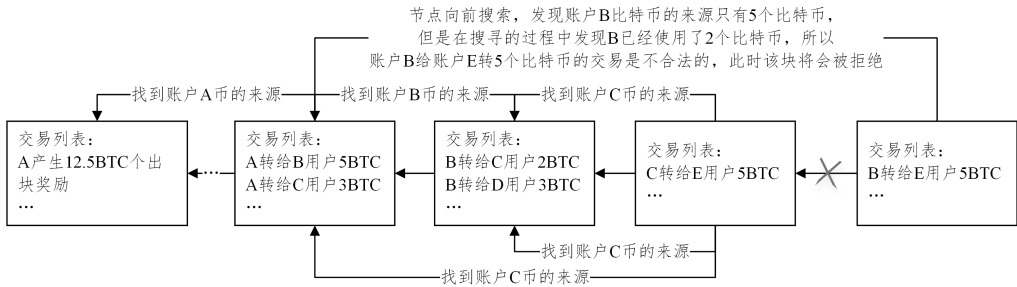 节点向前搜索，发现账户B比特币的来源只有5个比特币，
但是在搜寻的过程中发现B已经使用了2个比特币，所以
账户B给账户E转5个比特币的交易是不合法的，此时该块将会被拒绝
找到账户A币的来源
找到账户B币的来源
找到账户C币的来源
交易列表：
A产生12.5BTC个出
块奖励
…
…
交易列表：
A转给B用户5BTC
A转给C用户3BTC
…
交易列表：
B转给C用户2BTC
B转给D用户3BTC
…
交易列表：
C转给E用户5BTC
…
交易列表：
B转给E用户5BTC
…
找到账户C币的来源
找到账户C币的来源